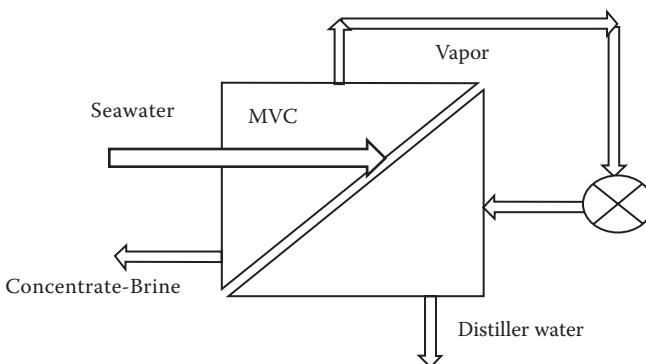 Vapor
Seawater
MVC
Concentrate-Brine
Distiller water